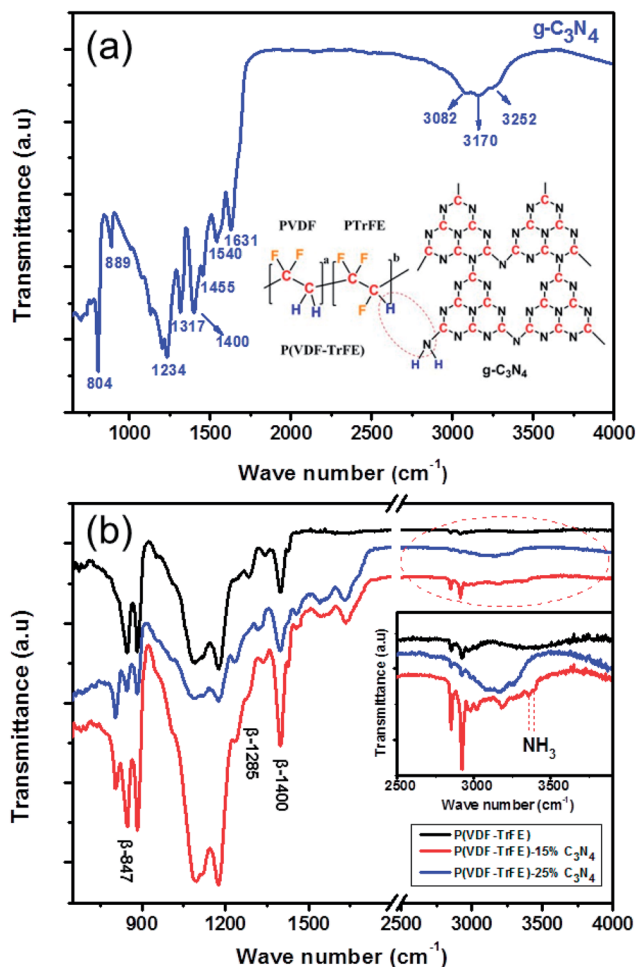 (a)
g-C₃N₄
Transmittance (a.u)
3082
3170
3252
889
804
1234
1317
1400
1455
1540
1631
PVDF PTrFE
a b
F F F F
C C C C
H H F H
P(VDF-TrFE)
N
H H
g-C₃N₄
1000 1500 2000 2500 3000 3500 4000
Wave number (cm⁻¹)
(b)
Transmittance (a.u)
β-847
β-1285
β-1400
Transmittance (a.u)
NH₃
2500 3000 3500
Wave number (cm⁻¹)
P(VDF-TrFE)
P(VDF-TrFE)-15% C₃N₄
P(VDF-TrFE)-25% C₃N₄
900 1200 1500 2500 3000 3500 4000
Wave number (cm⁻¹)